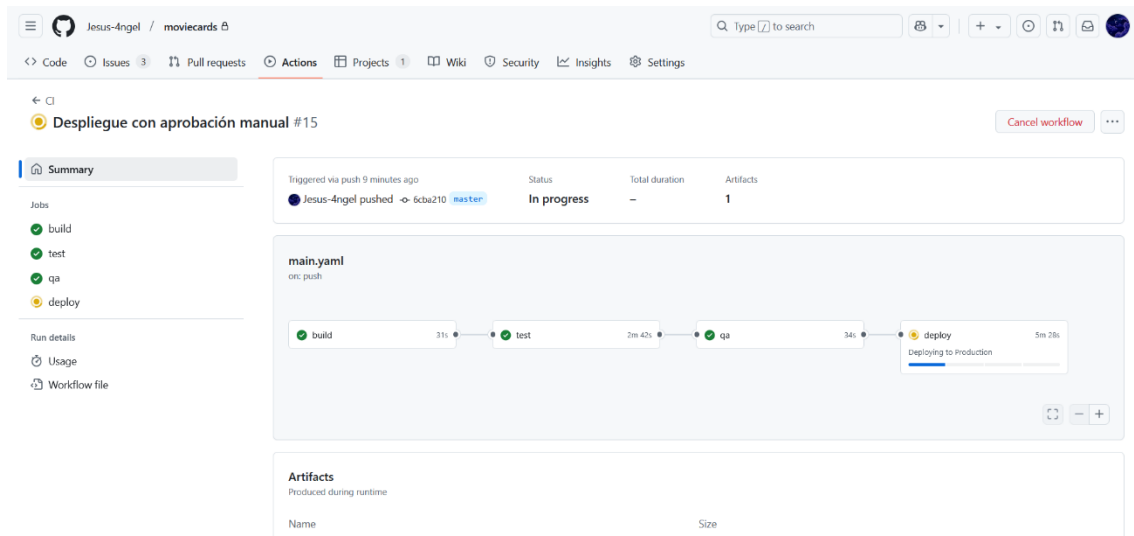 Jesus-4ngel / moviecards
Type / to search
Code Issues 3 Pull requests Actions Projects 1 Wiki Security Insights Settings
CI
Despliegue con aprobación manual #15
Cancel workflow
Summary
Jobs
build
test
qa
deploy
Run details
Usage
Workflow file
Triggered via push 9 minutes ago
Jesus-4ngel pushed 6cba210 master
Status
In progress
Total duration
–
Artifacts
1
main.yaml
on: push
build 31s
test 2m 42s
qa 34s
deploy 5m 28s
Deploying to Production
Artifacts
Produced during runtime
Name Size